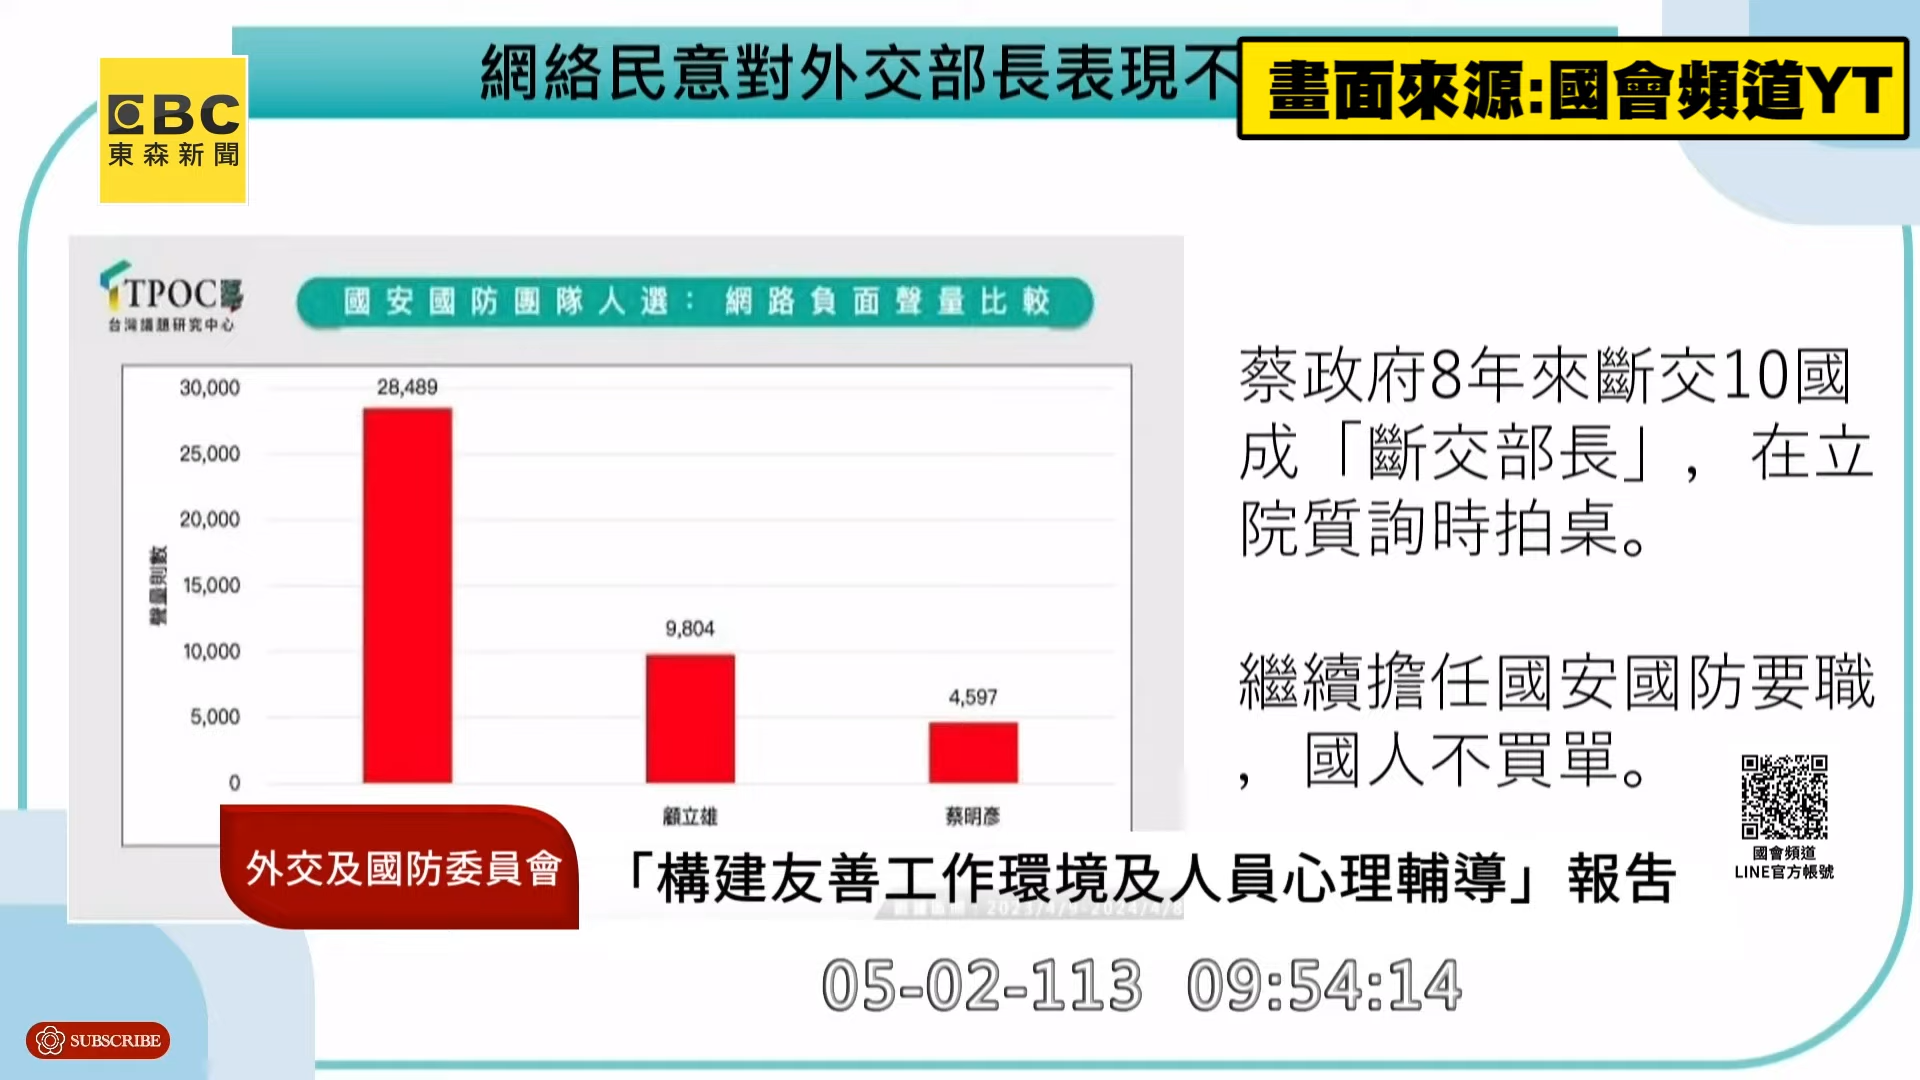 網絡民意對外交部長表現不
畫面來源:國會頻道YT
EBC
東森新聞
TPOC
台灣議題研究中心
國安國防團隊人選：網路負面聲量比較
聲量則數
30,000
25,000
20,000
15,000
10,000
5,000
0
28,489
9,804
4,597
顧立雄
蔡明彥
蔡政府8年來斷交10國
成「斷交部長」，在立
院質詢時拍桌。
繼續擔任國安國防要職
，國人不買單。
國會頻道
LINE官方帳號
外交及國防委員會
「構建友善工作環境及人員心理輔導」報告
2023/4/9-2024/4/8
05-02-113 09:54:14
SUBSCRIBE